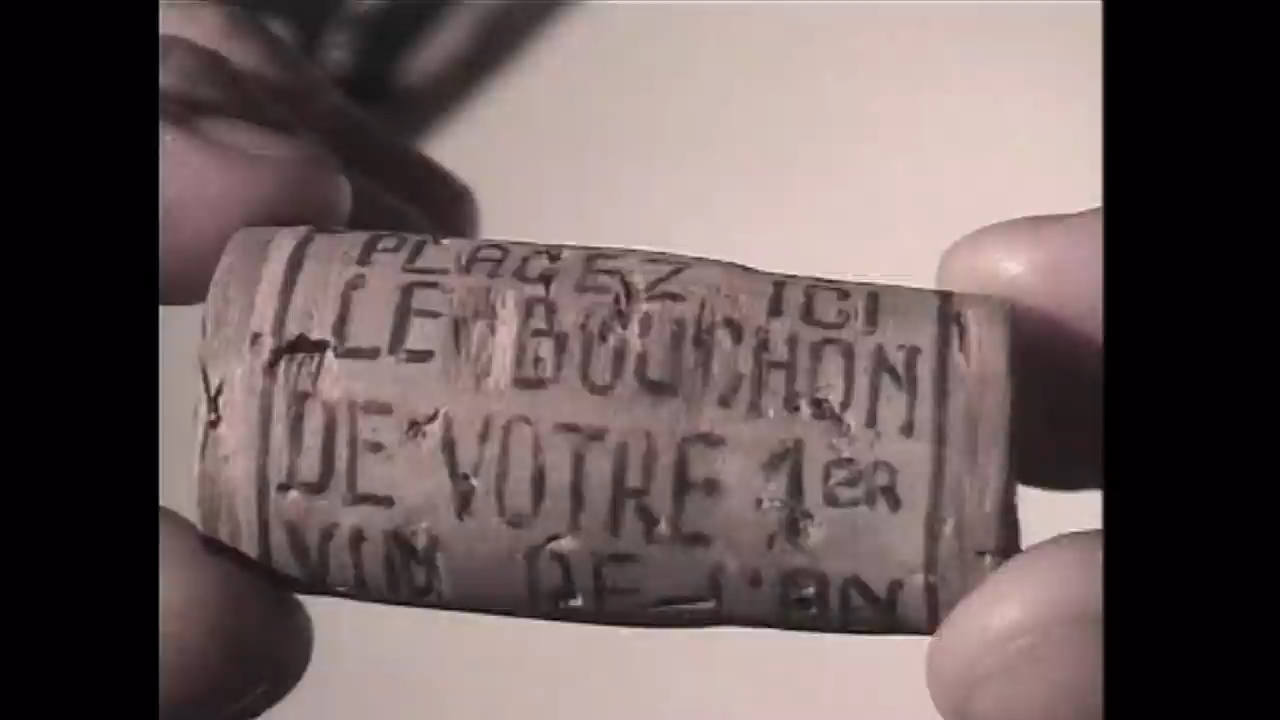 PLACEZ ICI
LE BOUCHON
DE VOTRE 1ER
VIN DE L'AN